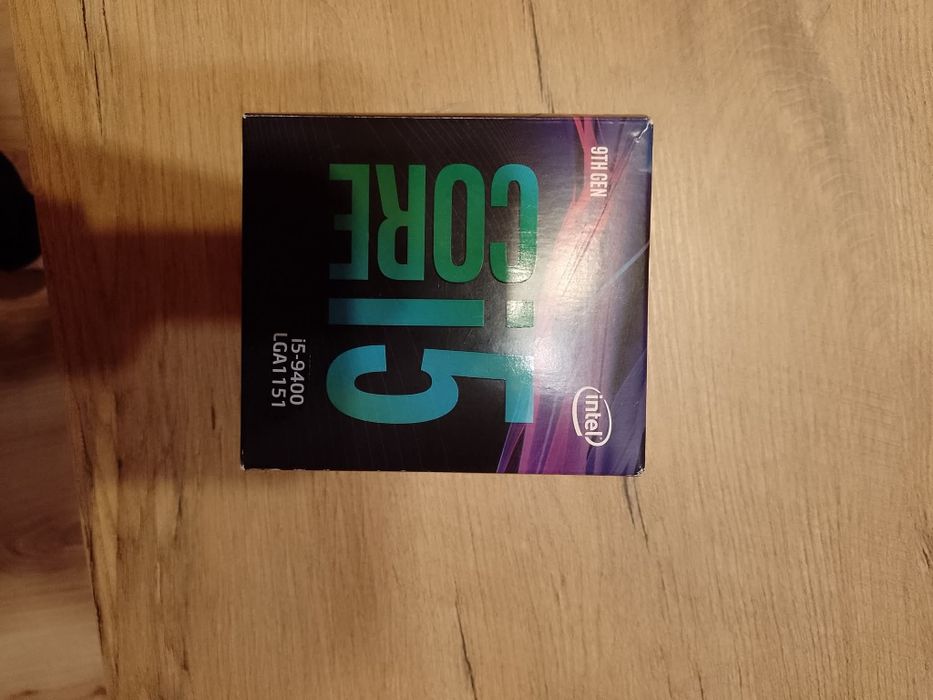 9TH GEN
intel
CORE
i5
i5-9400
LGA1151